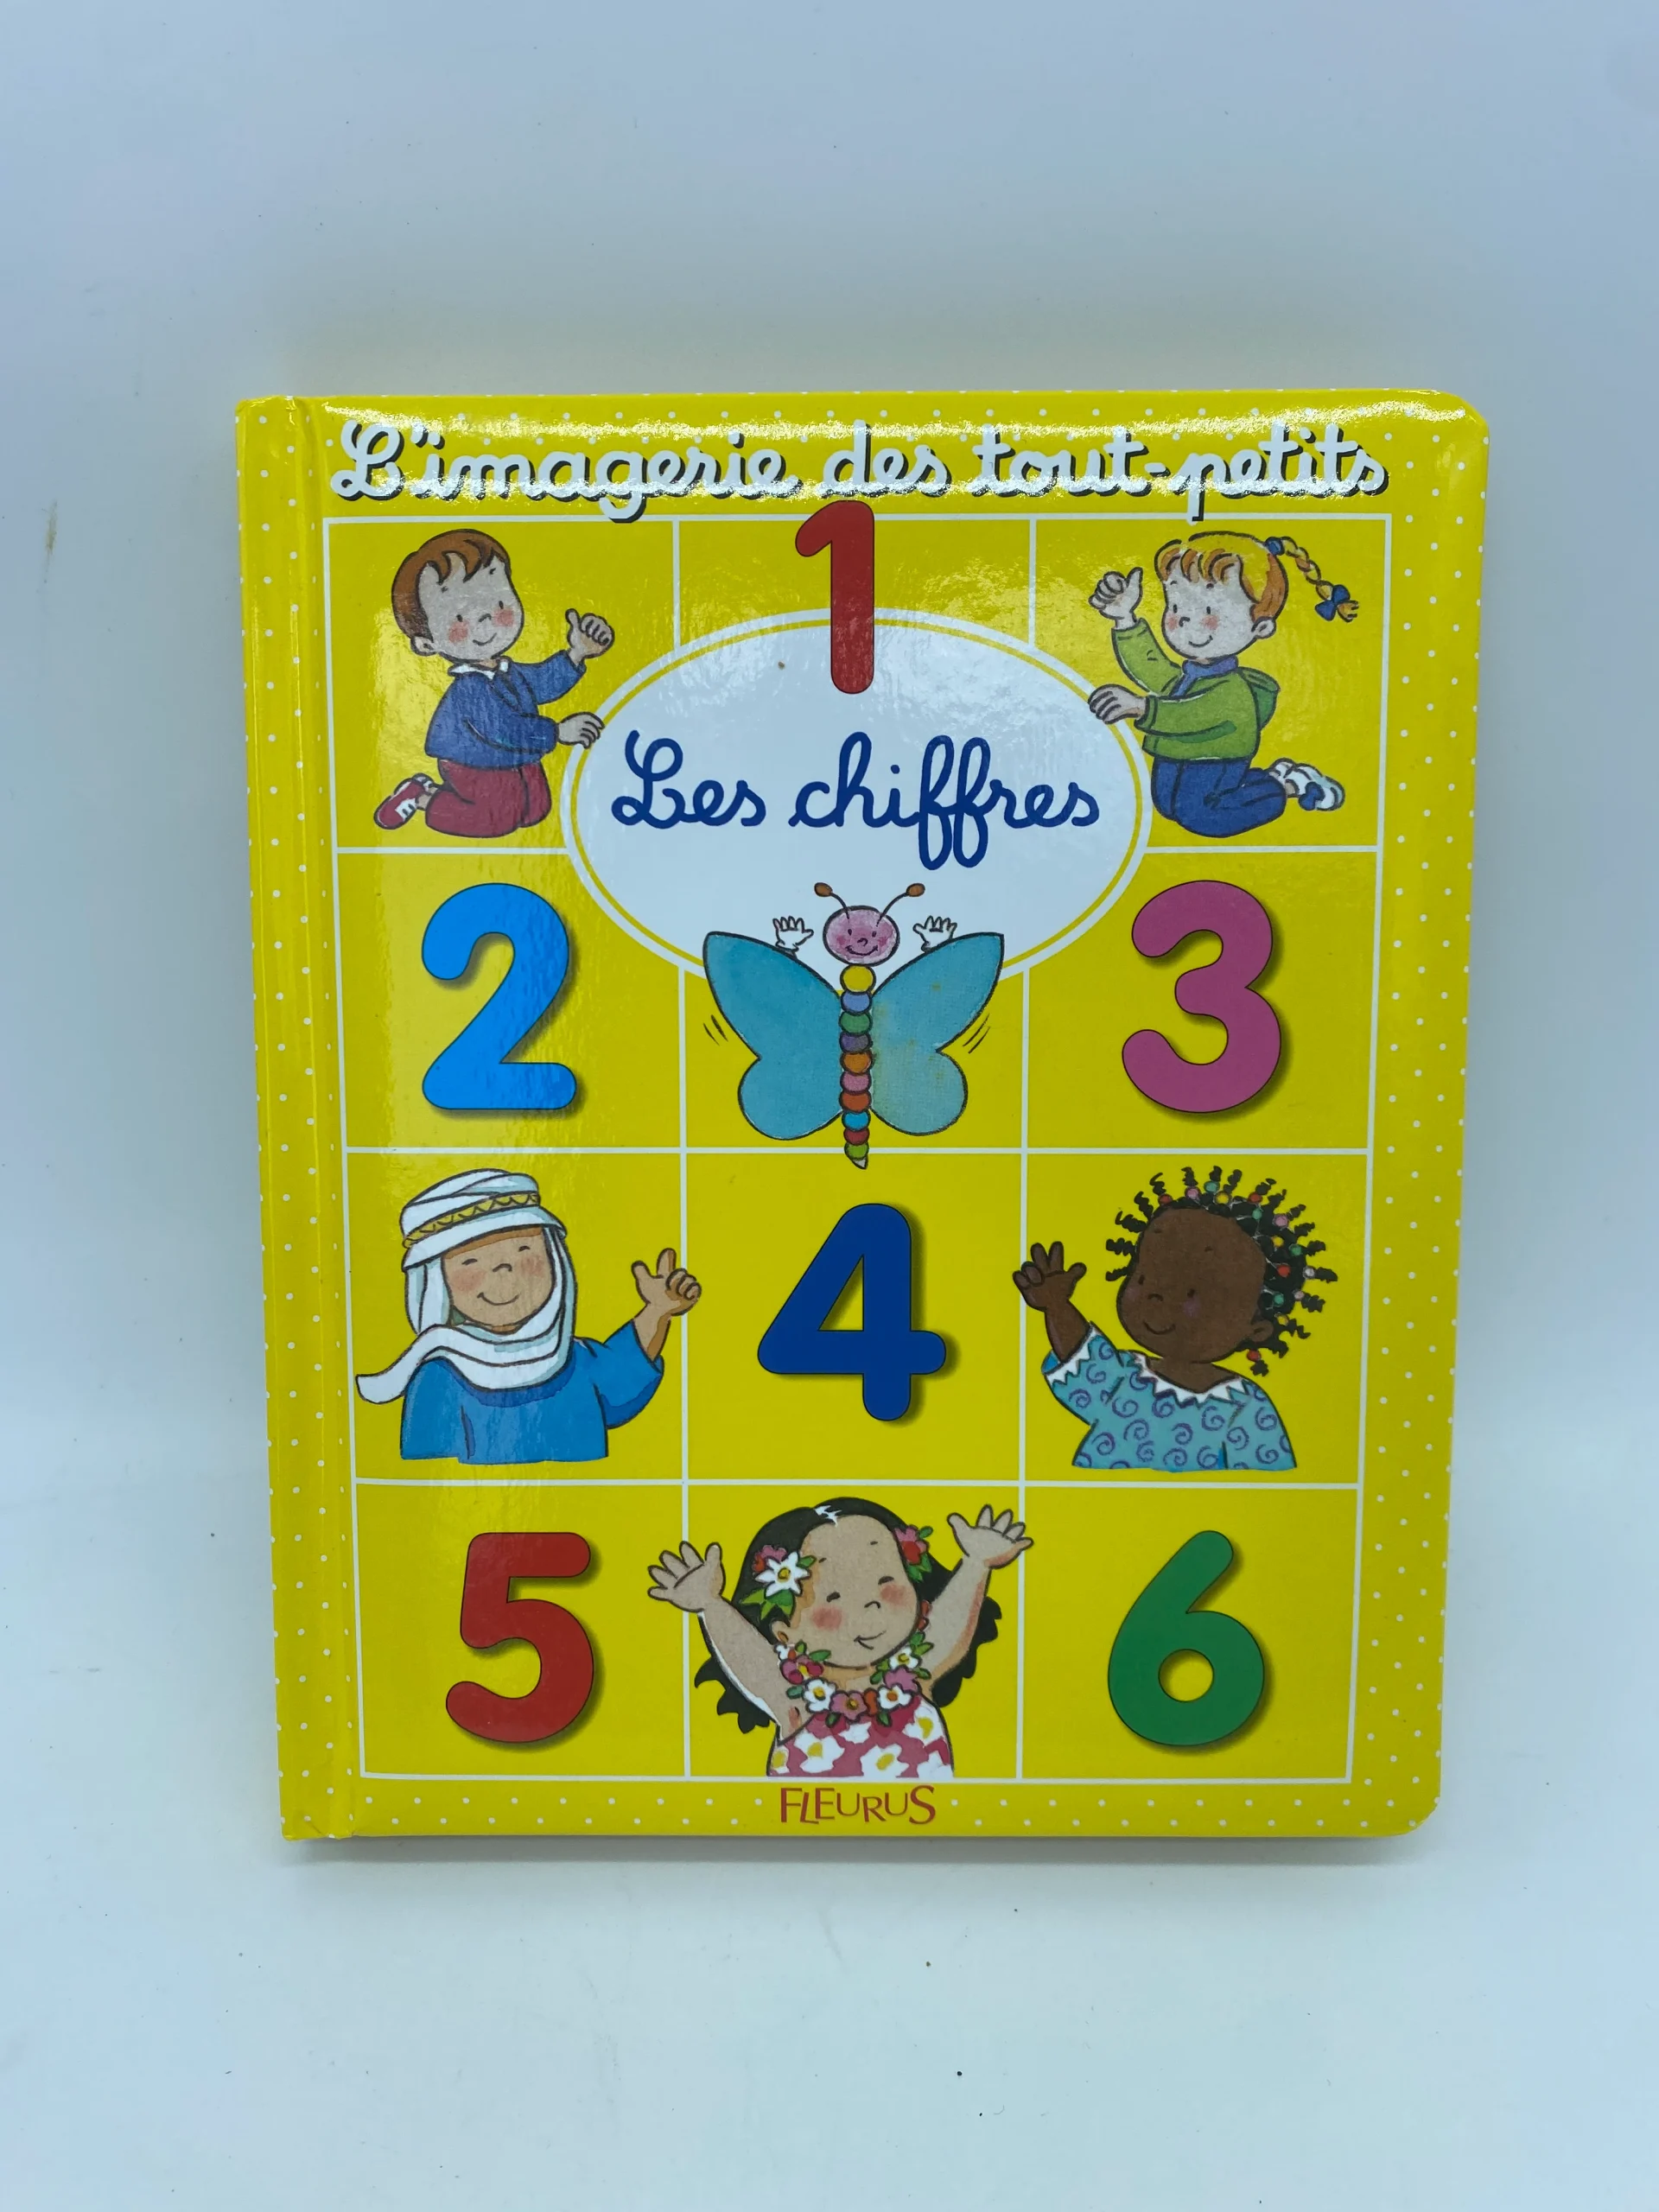 L'imagerie des tout-petits
1
Les chiffres
2
3
4
5
6
FLEURUS